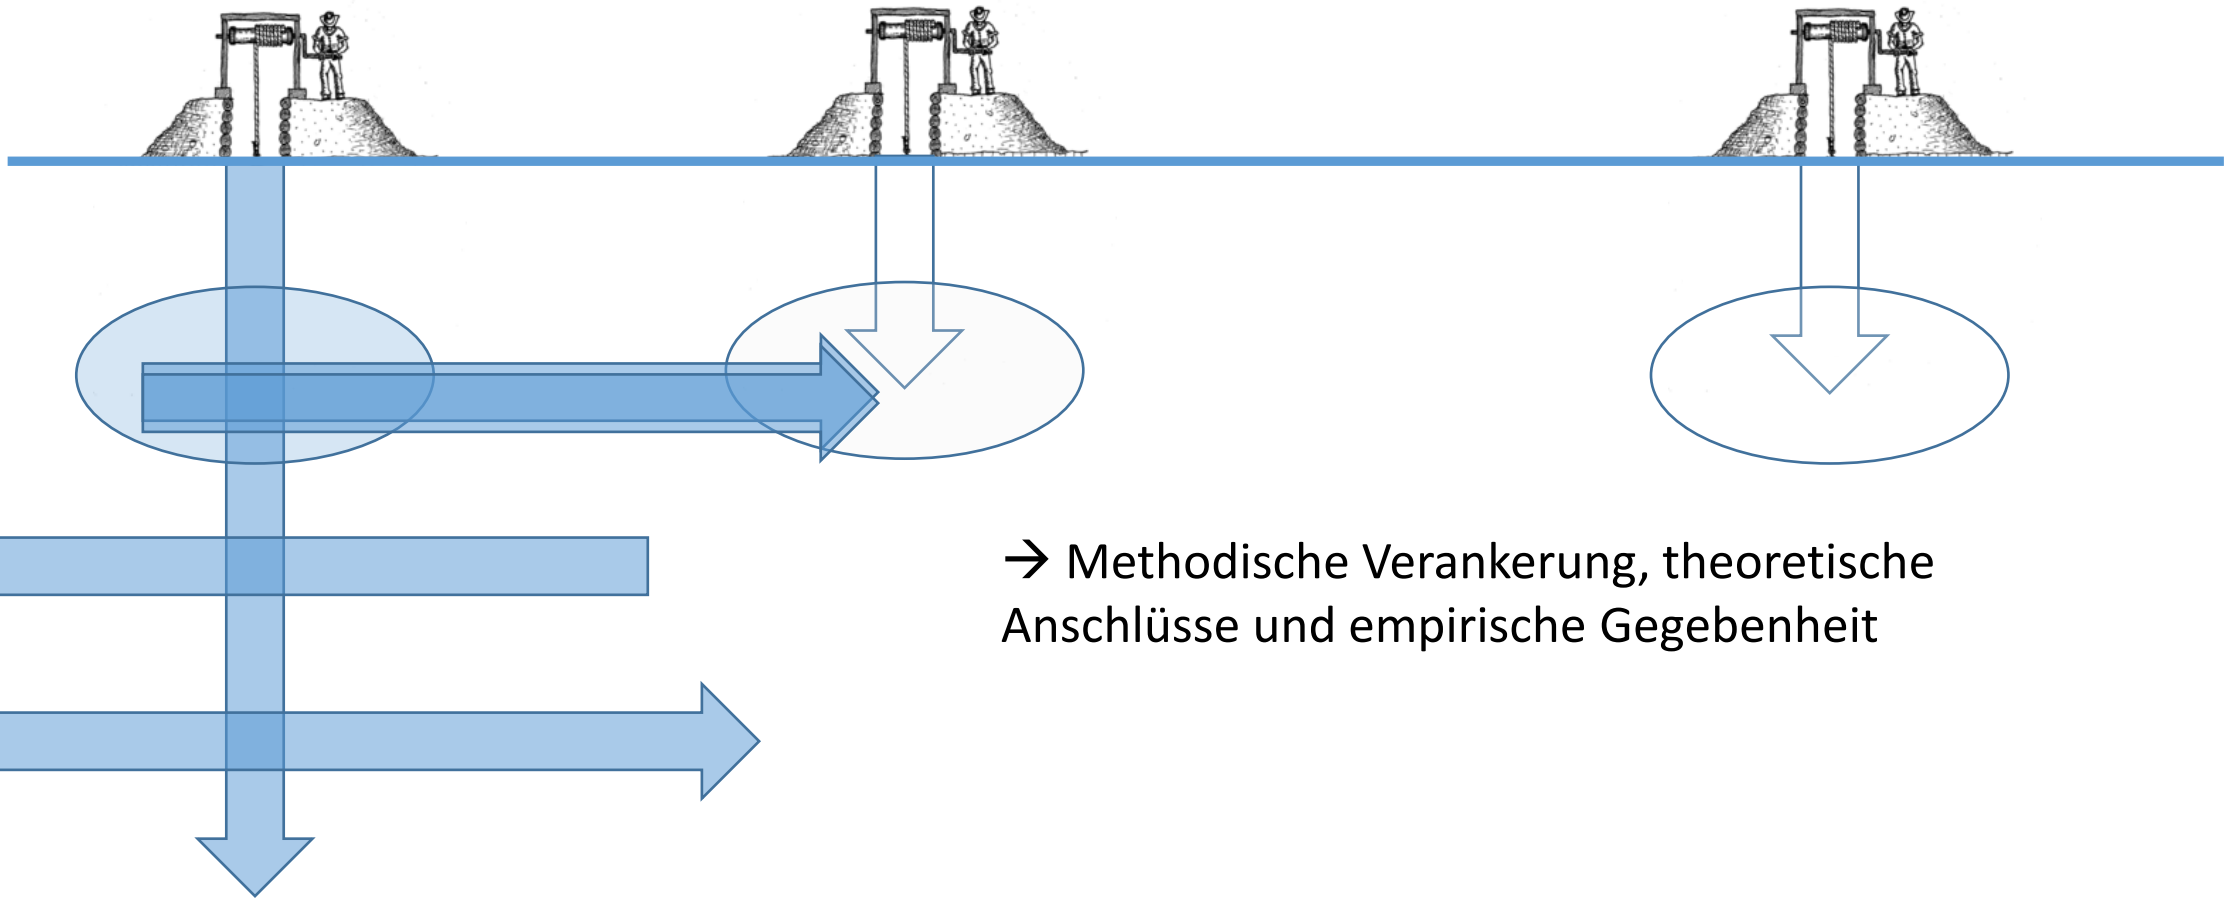 → Methodische Verankerung, theoretische
Anschlüsse und empirische Gegebenheit